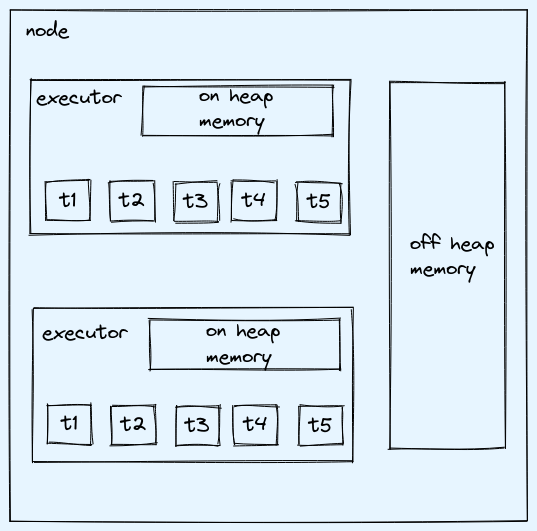 node
executor
on heap
memory
t1 t2 t3 t4 t5
off heap
memory
executor
on heap
memory
t1 t2 t3 t4 t5